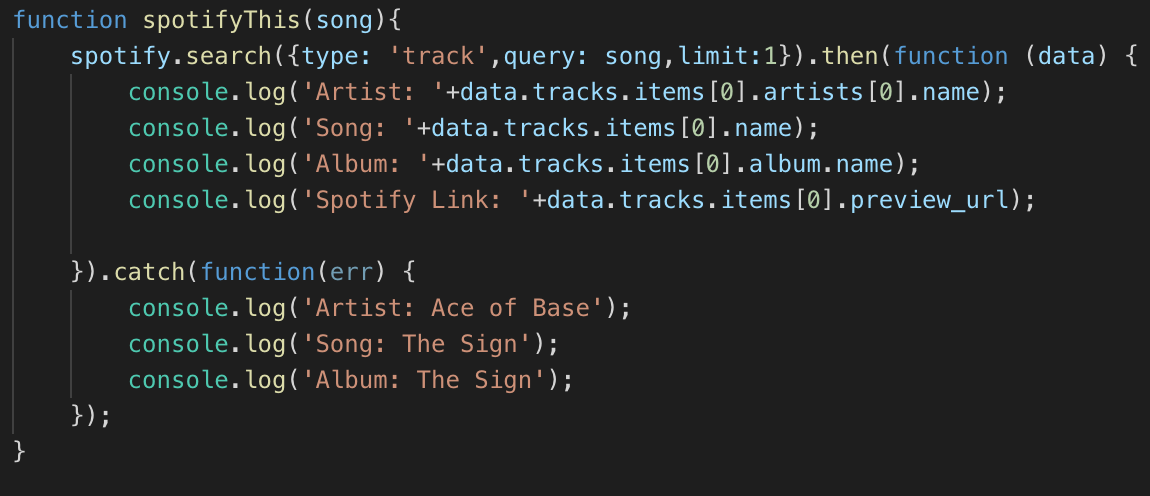 function spotifyThis(song){
    spotify.search({type: 'track',query: song,limit:1}).then(function (data) {
        console.log('Artist: '+data.tracks.items[0].artists[0].name);
        console.log('Song: '+data.tracks.items[0].name);
        console.log('Album: '+data.tracks.items[0].album.name);
        console.log('Spotify Link: '+data.tracks.items[0].preview_url);

    }).catch(function(err) {
        console.log('Artist: Ace of Base');
        console.log('Song: The Sign');
        console.log('Album: The Sign');
    });
}